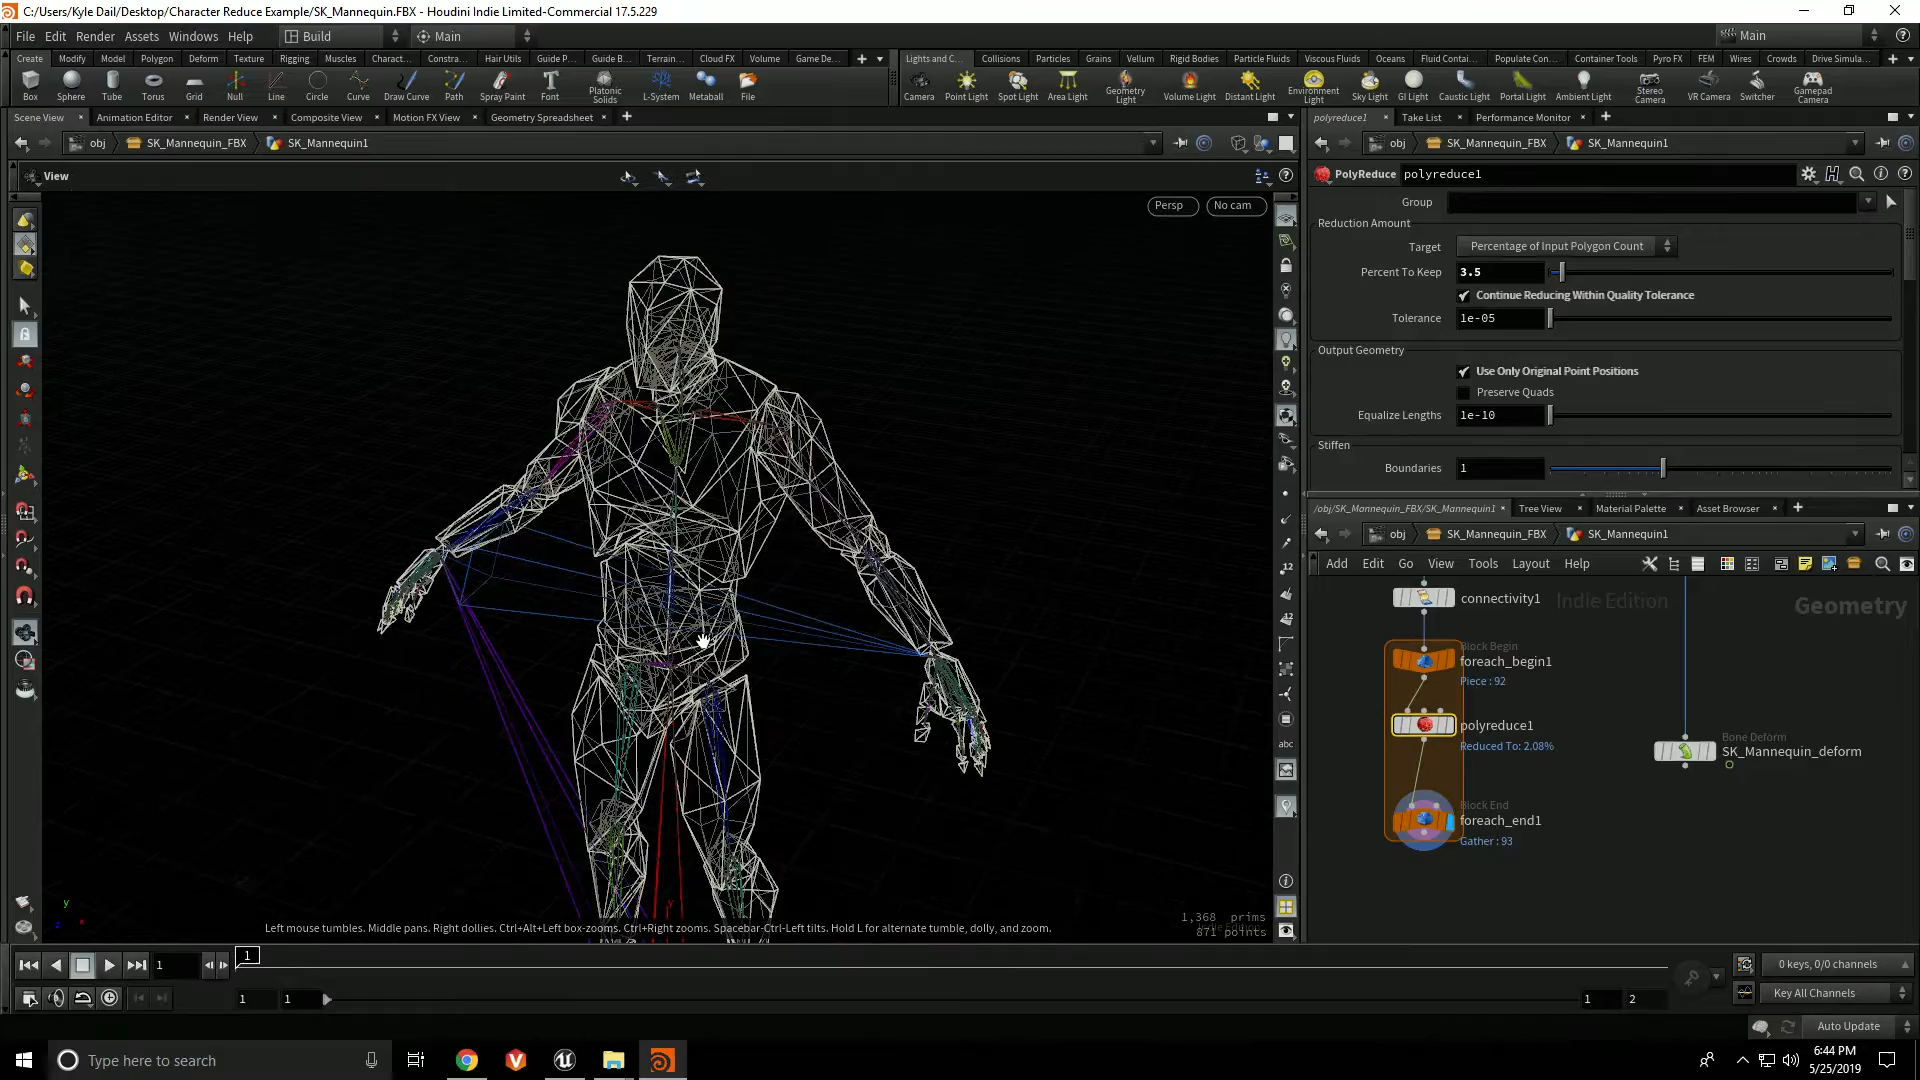 C:/Users/Kyle Dail/Desktop/Character Reduce Example/SK_Mannequin.FBX - Houdini Indie Limited-Commercial 17.5.229
File Edit Render Assets Windows Help Build Main Main
Create Modify Model Polygon Deform Texture Rigging Muscles Charact... Constra... Hair Utils Guide P... Guide B... Terrain... Cloud FX Volume Game De...
Lights and C... Collisions Particles Grains Vellum Rigid Bodies Particle Fluids Viscous Fluids Oceans Fluid Contai... Populate Con... Container Tools Pyro FX FEM Wires Crowds Drive Simula...
Box Sphere Tube Torus Grid Null Line Circle Curve Draw Curve Path Spray Paint Font Platonic Solids L-System Metaball File
Camera Point Light Spot Light Area Light Geometry Light Volume Light Distant Light Environment Light Sky Light GI Light Caustic Light Portal Light Ambient Light Stereo Camera VR Camera Switcher Gamepad Camera
Scene View Animation Editor Render View Composite View Motion FX View Geometry Spreadsheet
polyreduce1 Take List Performance Monitor
obj SK_Mannequin_FBX SK_Mannequin1
obj SK_Mannequin_FBX SK_Mannequin1
View
PolyReduce polyreduce1
Persp No cam
Group
Reduction Amount
Target Percentage of Input Polygon Count
Percent To Keep 3.5
Continue Reducing Within Quality Tolerance
Tolerance 1e-05
Output Geometry
Use Only Original Point Positions
Preserve Quads
Equalize Lengths 1e-10
Stiffen
Boundaries 1
/obj/SK_Mannequin_FBX/SK_Mannequin1 Tree View Material Palette Asset Browser
obj SK_Mannequin_FBX SK_Mannequin1
Add Edit Go View Tools Layout Help
connectivity1
Indie Edition
Geometry
Block Begin
foreach_begin1
Piece : 92
polyreduce1
Reduced To: 2.08%
Bone Deform
SK_Mannequin_deform
Block End
foreach_end1
Gather : 93
12
abc
y
1,368 prims
871 points
Left mouse tumbles. Middle pans. Right dollies. Ctrl+Alt+Left box-zooms. Ctrl+Right zooms. Spacebar-Ctrl-Left tilts. Hold L for alternate tumble, dolly, and zoom.
1 1
0 keys, 0/0 channels
1 1 1 2
Key All Channels
Auto Update
Type here to search
6:44 PM
5/25/2019